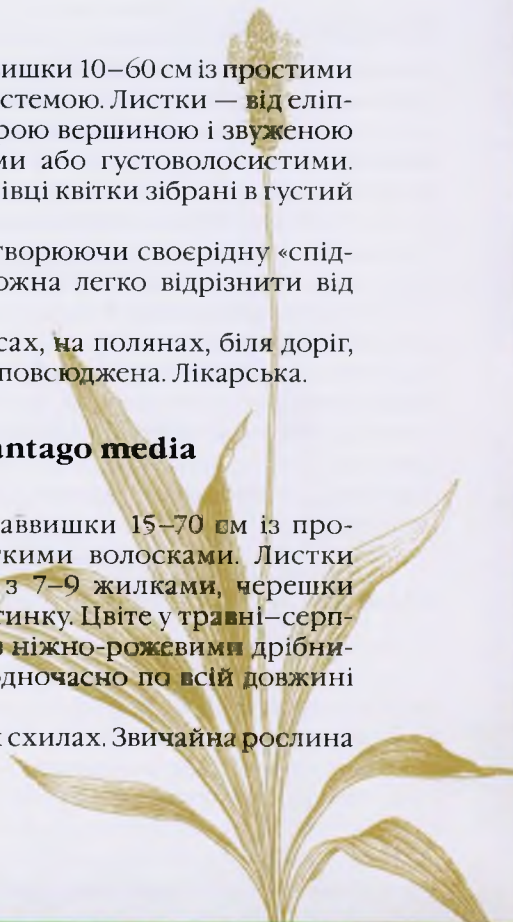 ишки 10–60 см із простими
стемою. Листки — від еліп-
рою вершиною і звуженою
ми або густоволосистими.
івці квітки зібрані в густий
творюючи своєрідну «спід-
ожна легко відрізнити від
сах, на полянах, біля доріг,
повсюджена. Лікарська.
antago media
аввишки 15–70 см із про-
ткими волосками. Листки
з 7–9 жилками, черешки
тинку. Цвіте у травні–серп-
з ніжно-рожевими дрібни-
дночасно по всій довжині
схилах. Звичайна рослина